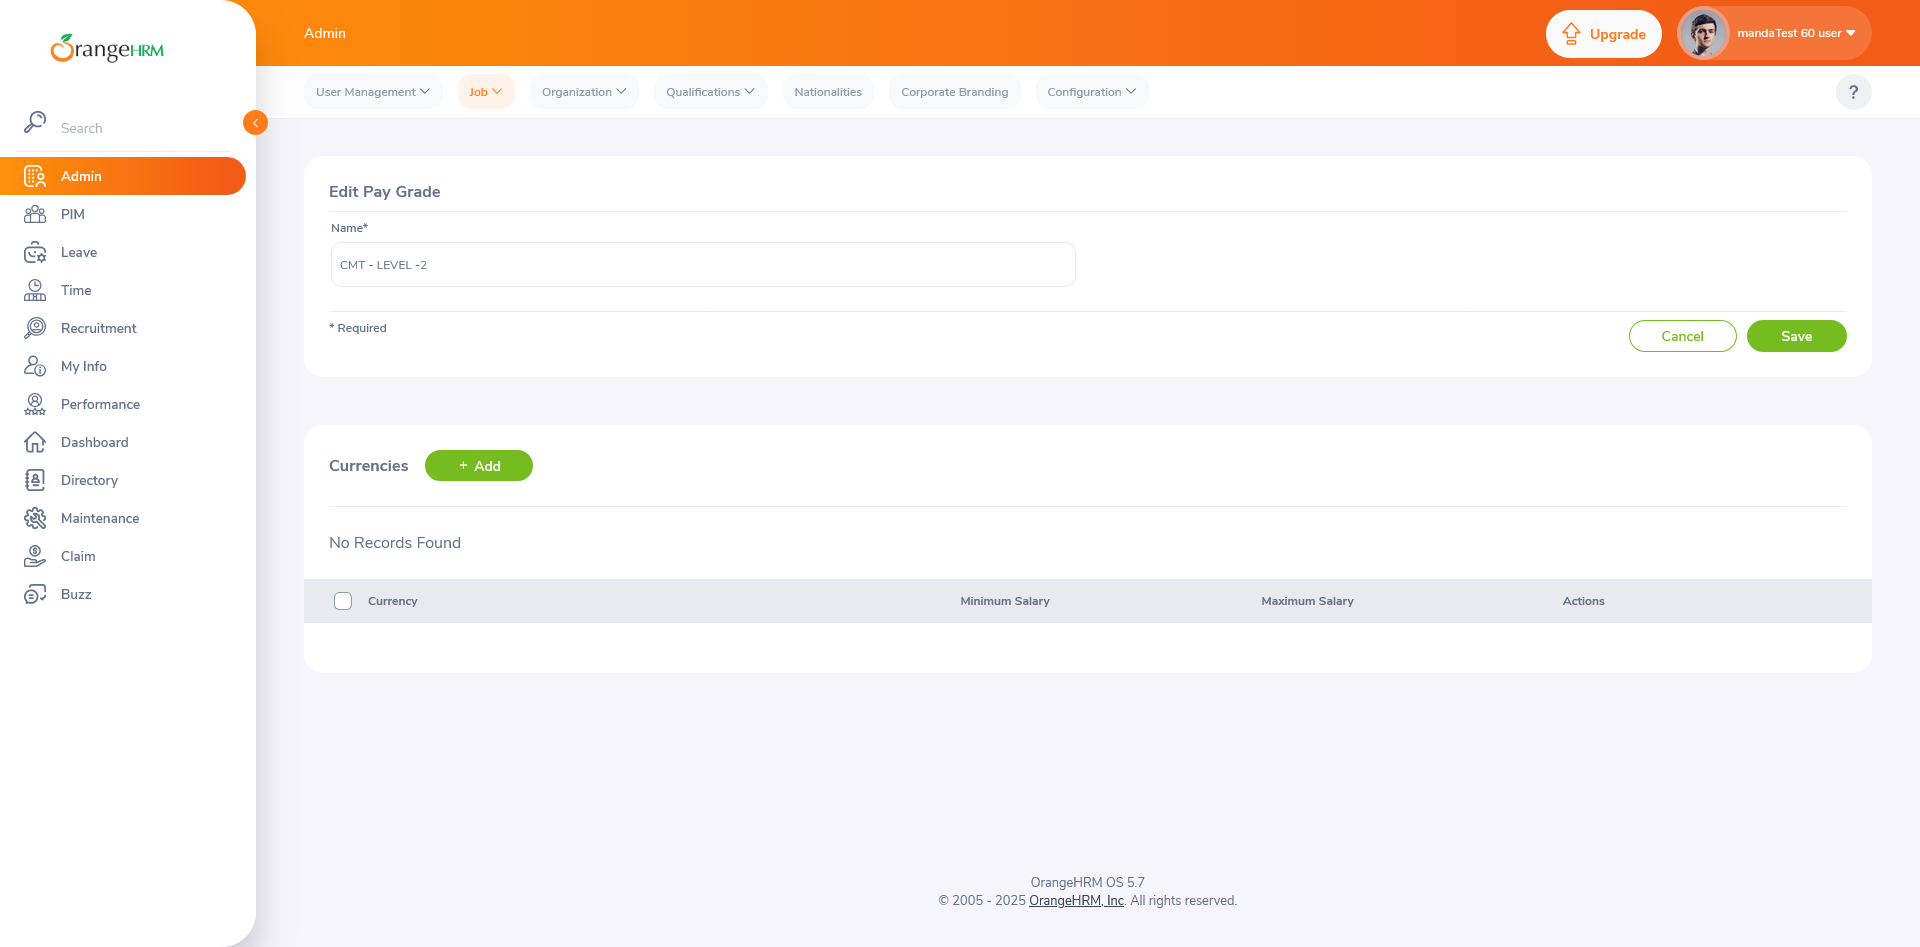 OrangeHRM
Search
Admin
PIM
Leave
Time
Recruitment
My Info
Performance
Dashboard
Directory
Maintenance
Claim
Buzz
Admin
Upgrade
mandaTest 60 user
User Management
Job
Organization
Qualifications
Nationalities
Corporate Branding
Configuration
?
Edit Pay Grade
Name*
CMT - LEVEL -2
* Required
Cancel
Save
Currencies
+ Add
No Records Found
Currency Minimum Salary Maximum Salary Actions
OrangeHRM OS 5.7
© 2005 - 2025 OrangeHRM, Inc. All rights reserved.